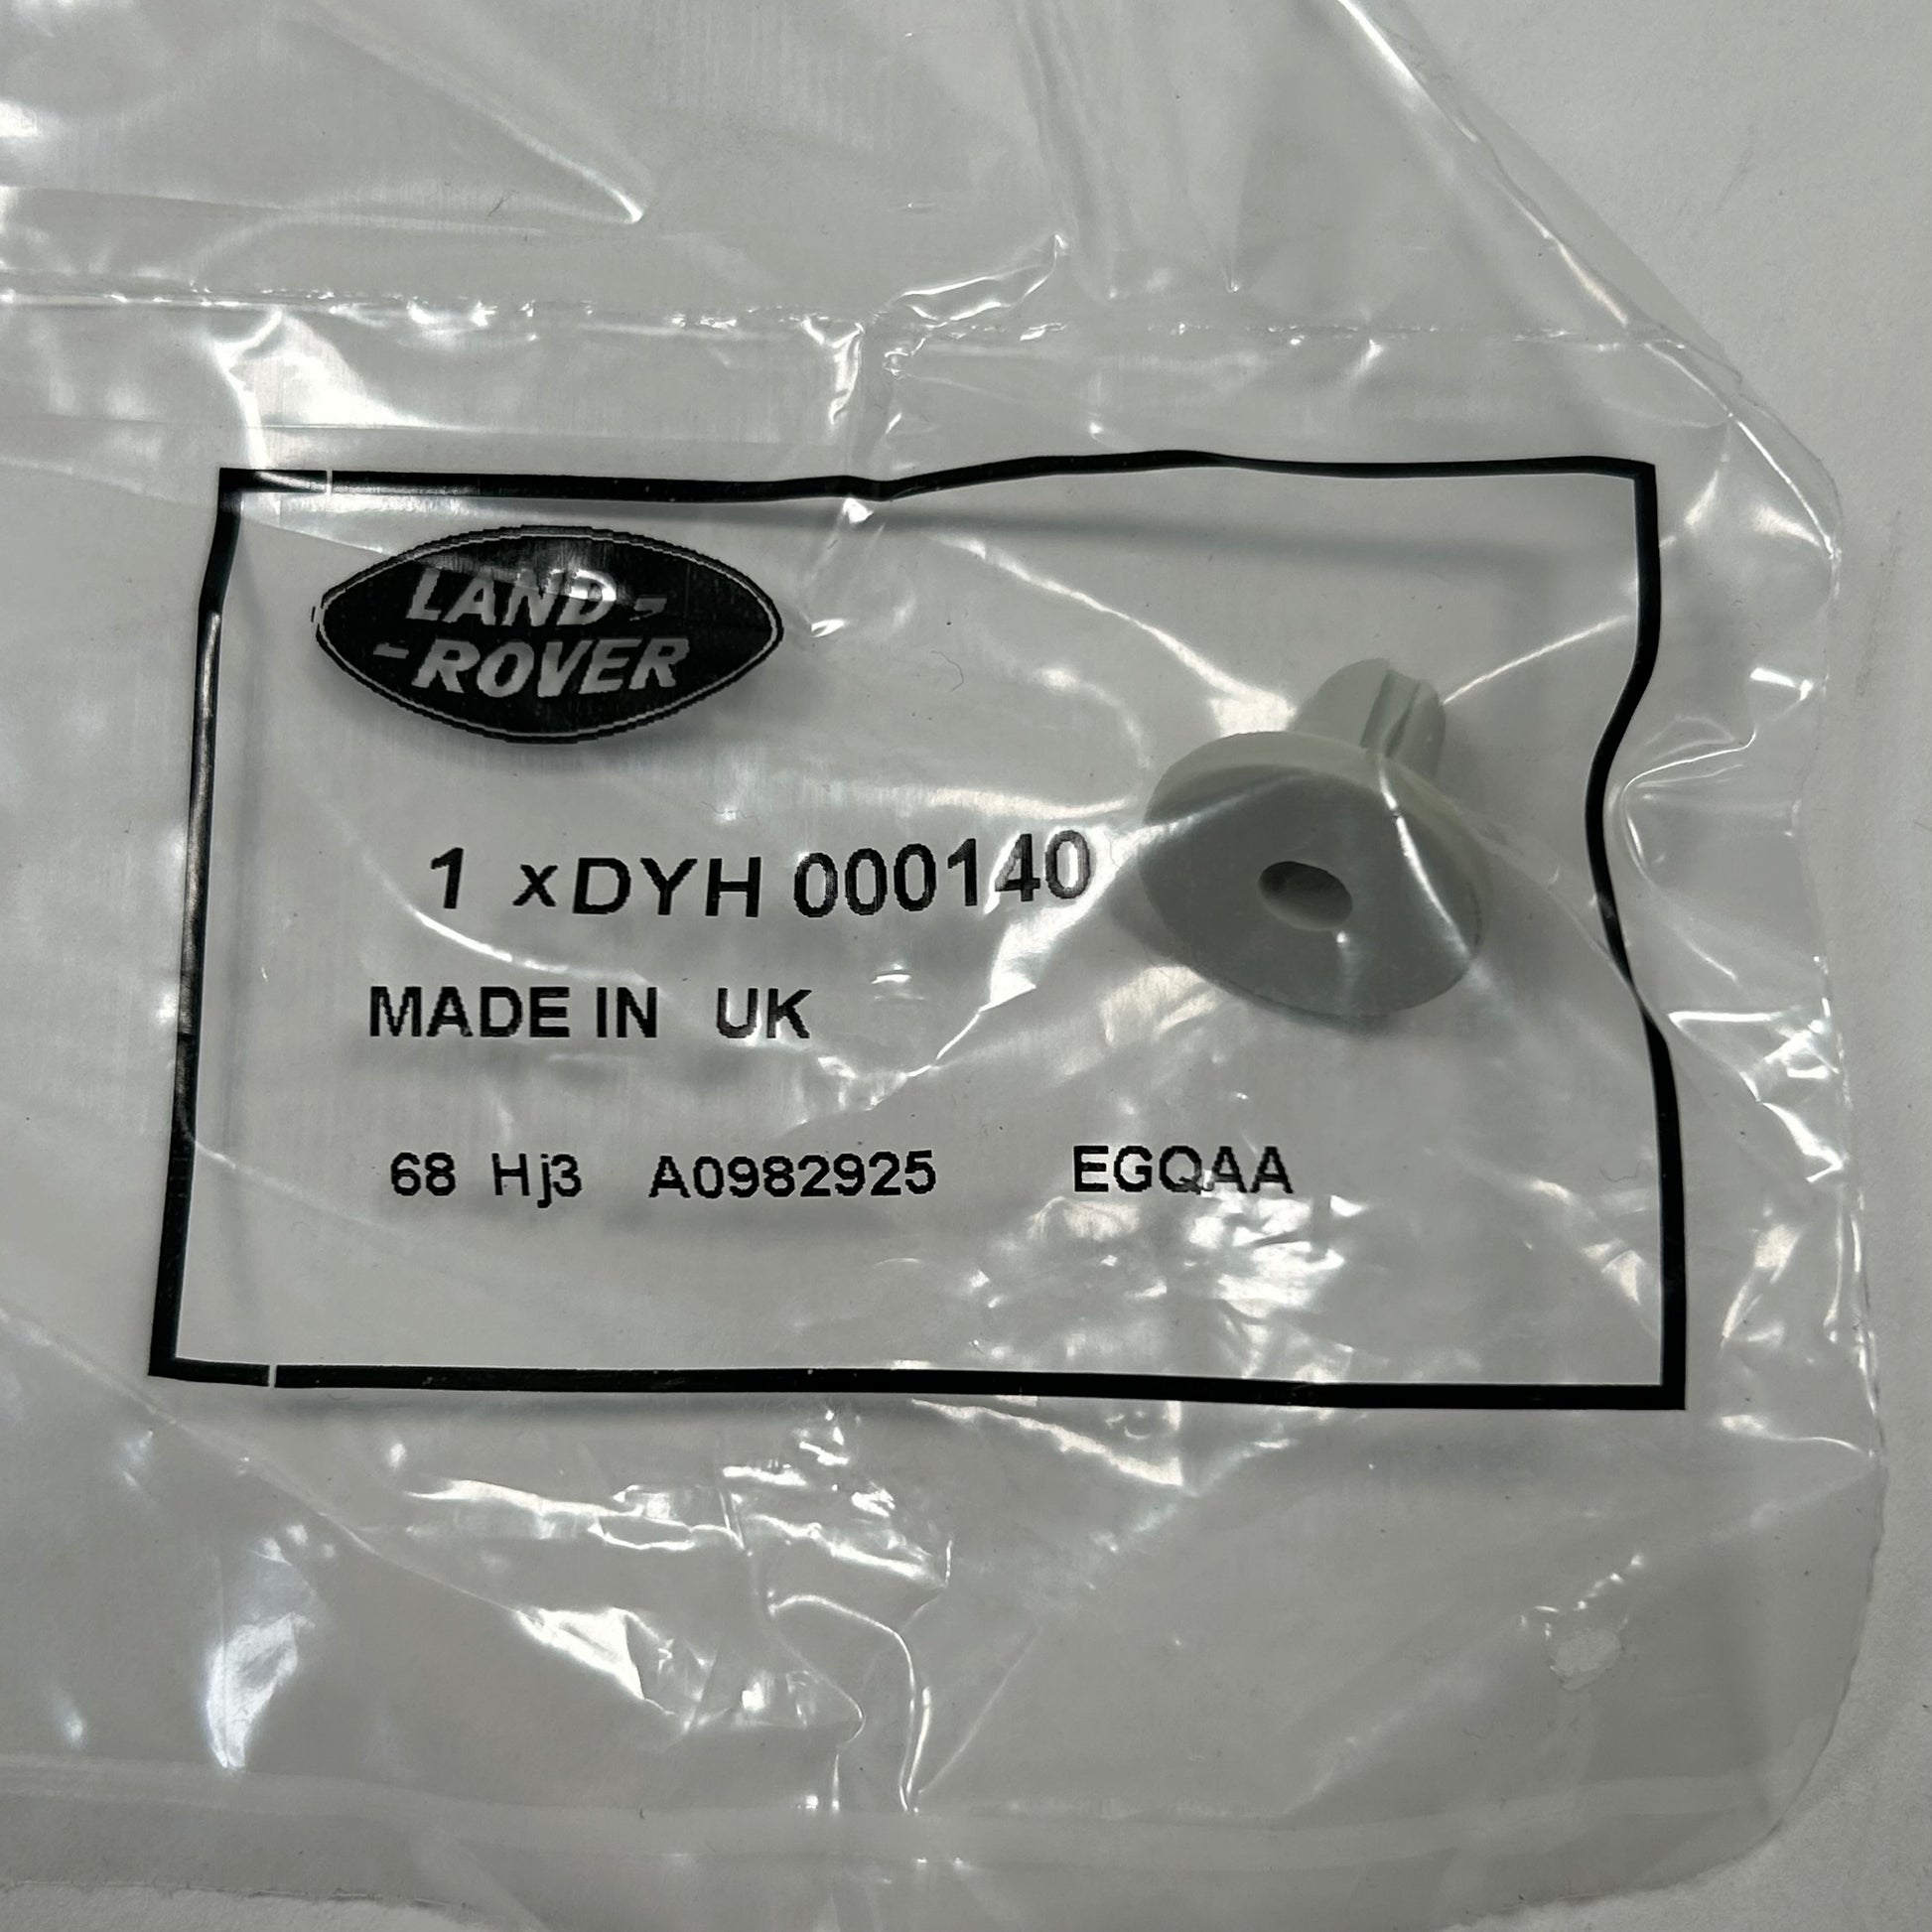 LAND-
-ROVER
1 xDYH 000140
MADE IN UK
68 Hj3 A0982925 EGQAA